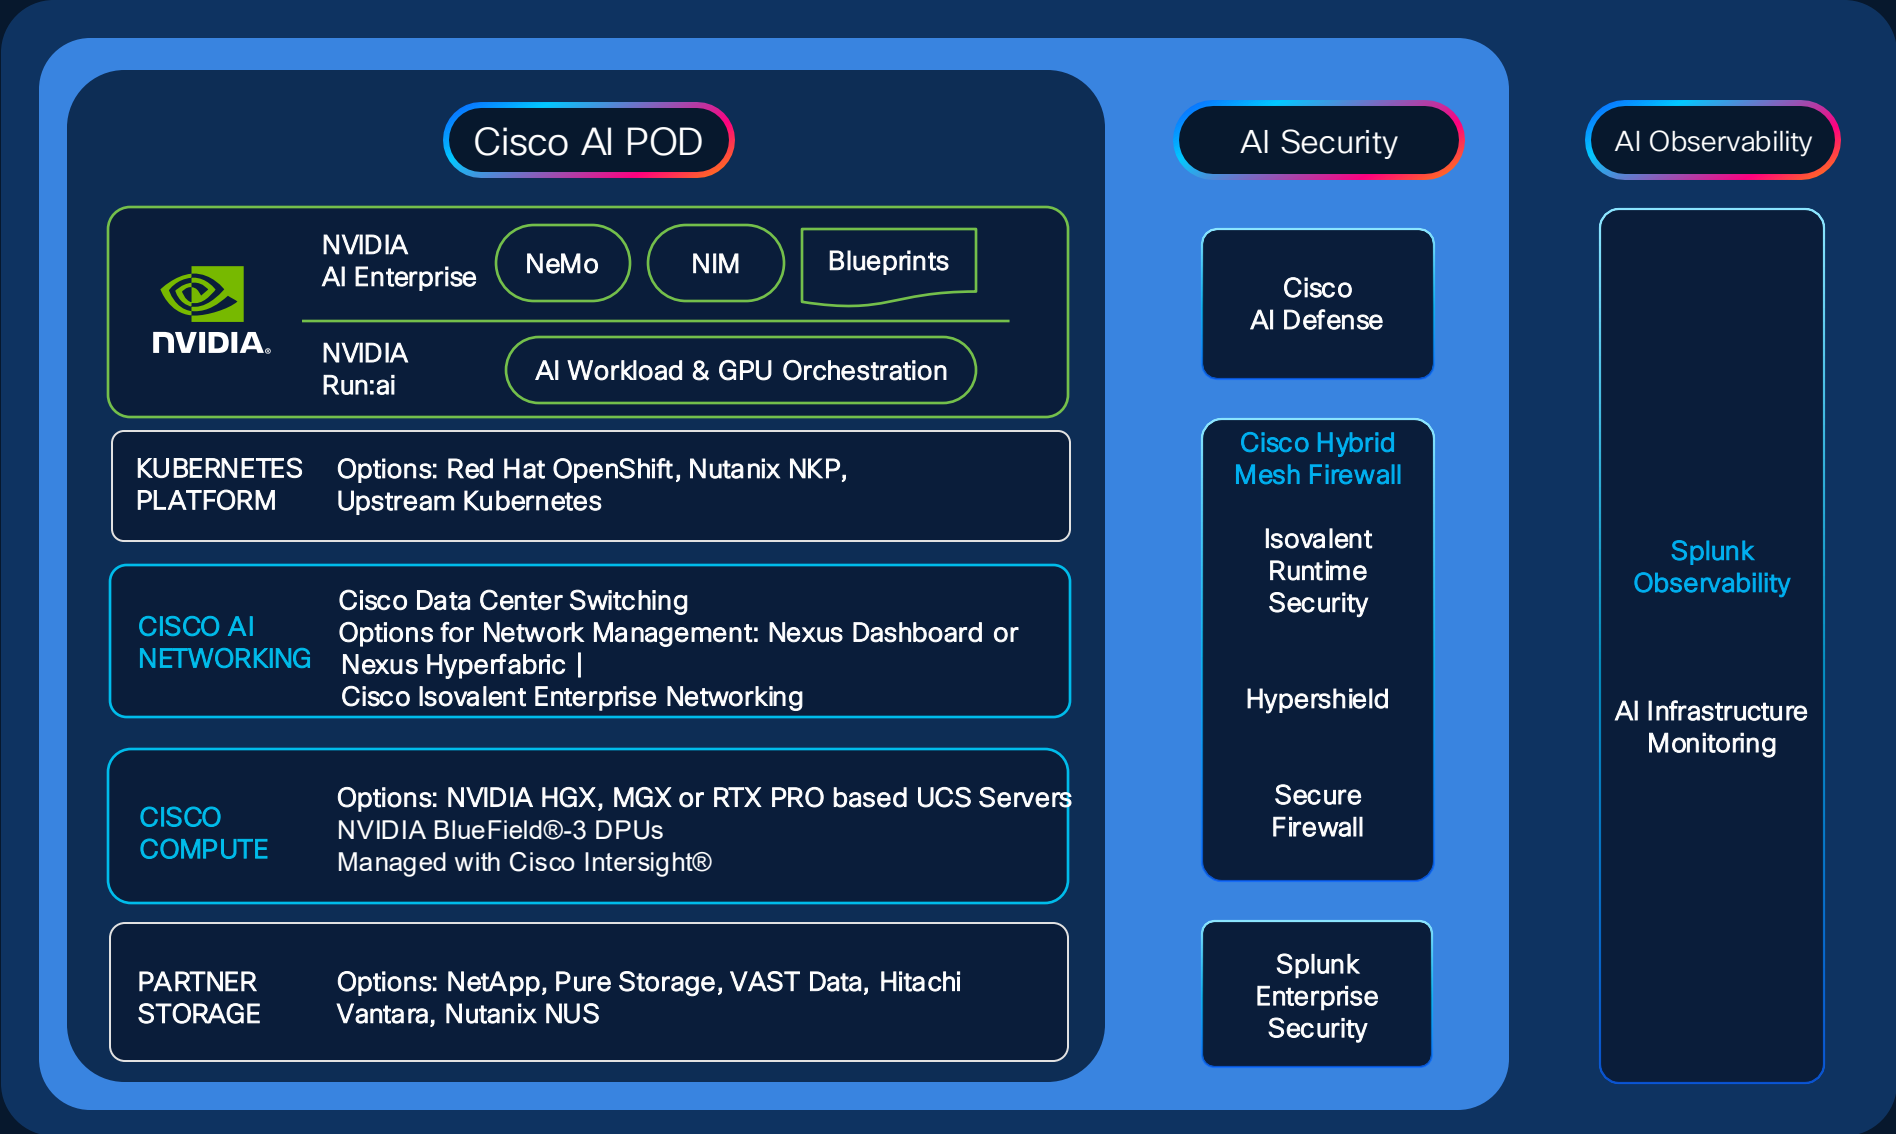 Cisco AI POD
NVIDIA
AI Enterprise
NeMo
NIM
Blueprints
NVIDIA®
NVIDIA
Run:ai
AI Workload & GPU Orchestration
KUBERNETES
PLATFORM
Options: Red Hat OpenShift, Nutanix NKP,
Upstream Kubernetes
CISCO AI
NETWORKING
Cisco Data Center Switching
Options for Network Management: Nexus Dashboard or
Nexus Hyperfabric |
Cisco Isovalent Enterprise Networking
CISCO
COMPUTE
Options: NVIDIA HGX, MGX or RTX PRO based UCS Servers
NVIDIA BlueField®-3 DPUs
Managed with Cisco Intersight®
PARTNER
STORAGE
Options: NetApp, Pure Storage, VAST Data, Hitachi
Vantara, Nutanix NUS
AI Security
Cisco
AI Defense
Cisco Hybrid
Mesh Firewall
Isovalent
Runtime
Security
Hypershield
Secure
Firewall
Splunk
Enterprise
Security
AI Observability
Splunk
Observability
AI Infrastructure
Monitoring